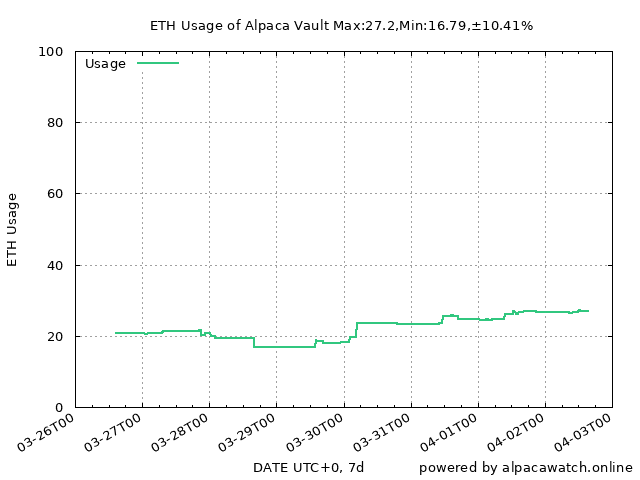 ETH Usage of Alpaca Vault Max:27.2,Min:16.79,±10.41%
Usage
100
80
60
40
20
0
ETH Usage
03-26T00
03-27T00
03-28T00
03-29T00
03-30T00
03-31T00
04-01T00
04-02T00
04-03T00
DATE UTC+0, 7d
powered by alpacawatch.online